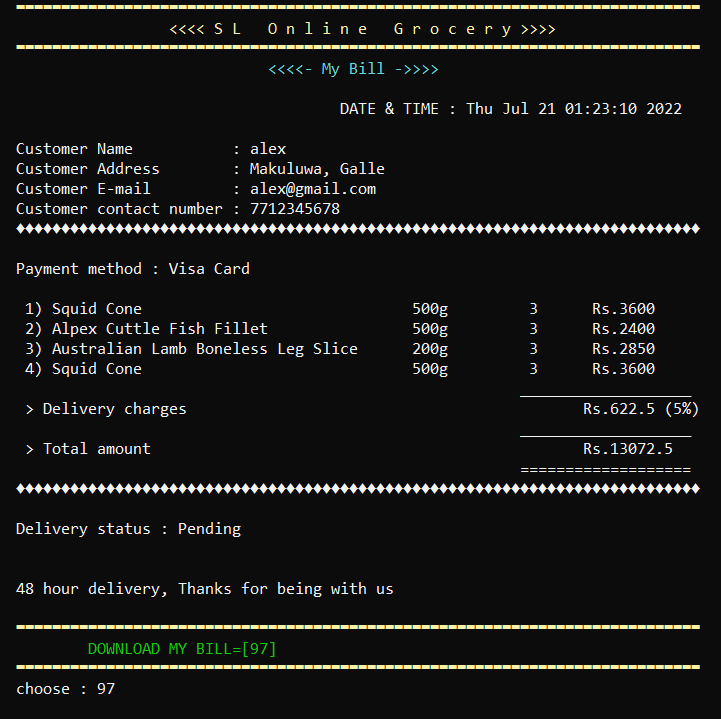 <<<< S L   O n l i n e   G r o c e r y >>>>
<<<<- My Bill ->>>>
DATE & TIME : Thu Jul 21 01:23:10 2022
Customer Name           : alex
Customer Address        : Makuluwa, Galle
Customer E-mail         : alex@gmail.com
Customer contact number : 7712345678
♦♦♦♦♦♦♦♦♦♦♦♦♦♦♦♦♦♦♦♦♦♦♦♦♦♦♦♦♦♦♦♦♦♦♦♦♦♦♦♦♦♦♦♦♦♦♦♦♦♦♦♦♦♦♦♦♦♦♦♦♦♦♦♦♦♦♦♦♦♦♦♦♦♦♦♦
Payment method : Visa Card
1) Squid Cone                              500g         3      Rs.3600
2) Alpex Cuttle Fish Fillet                500g         3      Rs.2400
3) Australian Lamb Boneless Leg Slice      200g         3      Rs.2850
4) Squid Cone                              500g         3      Rs.3600
___________________
> Delivery charges                                            Rs.622.5 (5%)
___________________
> Total amount                                                Rs.13072.5
===================
♦♦♦♦♦♦♦♦♦♦♦♦♦♦♦♦♦♦♦♦♦♦♦♦♦♦♦♦♦♦♦♦♦♦♦♦♦♦♦♦♦♦♦♦♦♦♦♦♦♦♦♦♦♦♦♦♦♦♦♦♦♦♦♦♦♦♦♦♦♦♦♦♦♦♦♦
Delivery status : Pending
48 hour delivery, Thanks for being with us
DOWNLOAD MY BILL=[97]
choose : 97